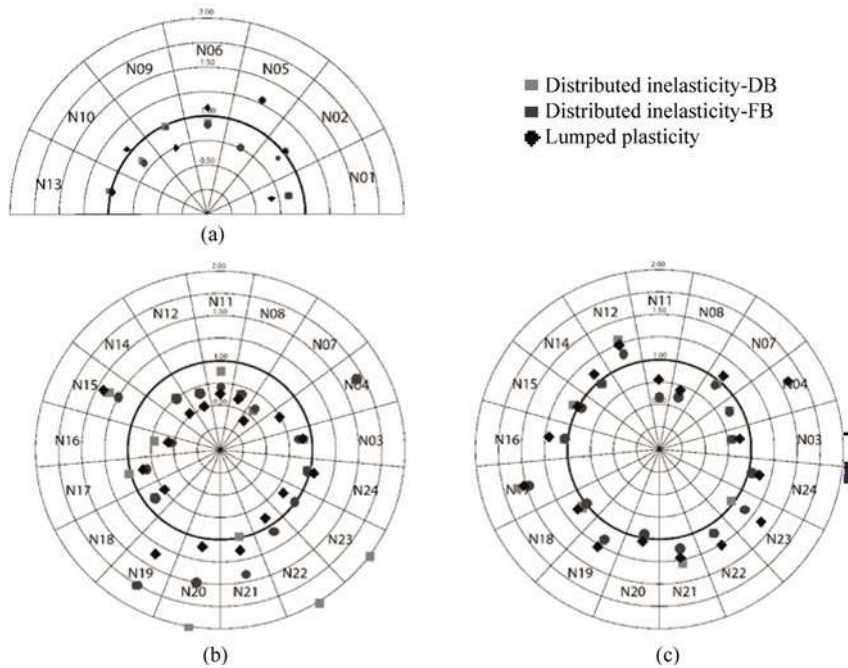 2.00
N06
1.50
N09
N05
N10
N02
0.50
N13
N01
(a)
Distributed inelasticity-DB
Distributed inelasticity-FB
Lumped plasticity
2.00
N11
N12
1.50
N08
N14
N07
1.00
N15
N04
N16
N03
N17
N24
N18
N23
N19
N22
N20
N21
(b)
2.00
N11
N12
1.50
N08
N14
N07
1.00
N15
N04
N16
N03
N24
N18
N23
N19
N22
N20
N21
(c)